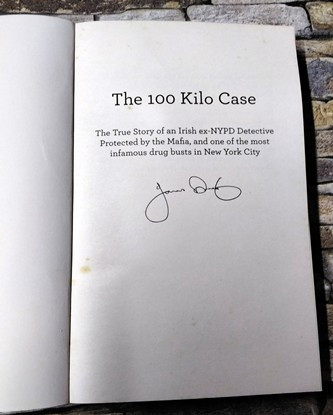 The 100 Kilo Case
The True Story of an Irish ex-NYPD Detective
Protected by the Mafia, and one of the most
infamous drug busts in New York City